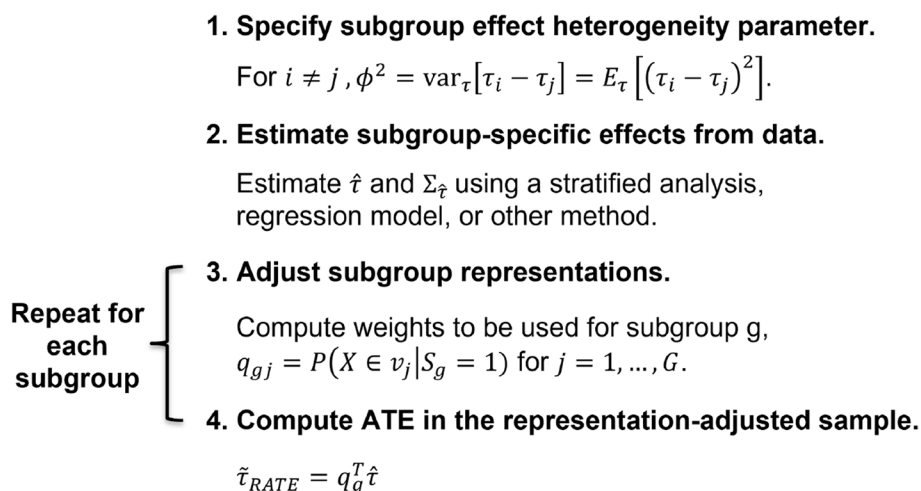 1. Specify subgroup effect heterogeneity parameter.
For i ≠ j , ϕ² = var_τ[τ_i − τ_j] = E_τ[(τ_i − τ_j)²].
2. Estimate subgroup-specific effects from data.
Estimate τ̂ and Σ_τ̂ using a stratified analysis,
regression model, or other method.
3. Adjust subgroup representations.
Repeat for
each
subgroup
Compute weights to be used for subgroup g,
q_gj = P(X ∈ v_j|S_g = 1) for j = 1, … , G.
4. Compute ATE in the representation-adjusted sample.
τ̃_RATE = q_g^T τ̂